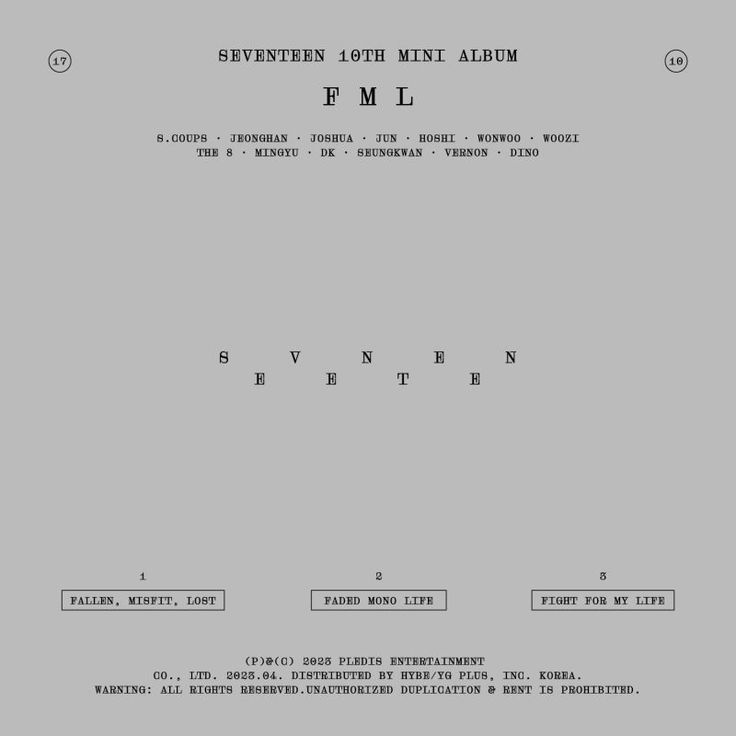 17
SEVENTEEN 10TH MINI ALBUM
10
F M L
S.COUPS · JEONGHAN · JOSHUA · JUN · HOSHI · WONWOO · WOOZI
THE 8 · MINGYU · DK · SEUNGKWAN · VERNON · DINO
S V N E N
E E T E
1
2
3
FALLEN, MISFIT, LOST
FADED MONO LIFE
FIGHT FOR MY LIFE
(P)&(C) 2023 PLEDIS ENTERTAINMENT
CO., LTD. 2023.04. DISTRIBUTED BY HYBE/YG PLUS, INC. KOREA.
WARNING: ALL RIGHTS RESERVED.UNAUTHORIZED DUPLICATION & RENT IS PROHIBITED.